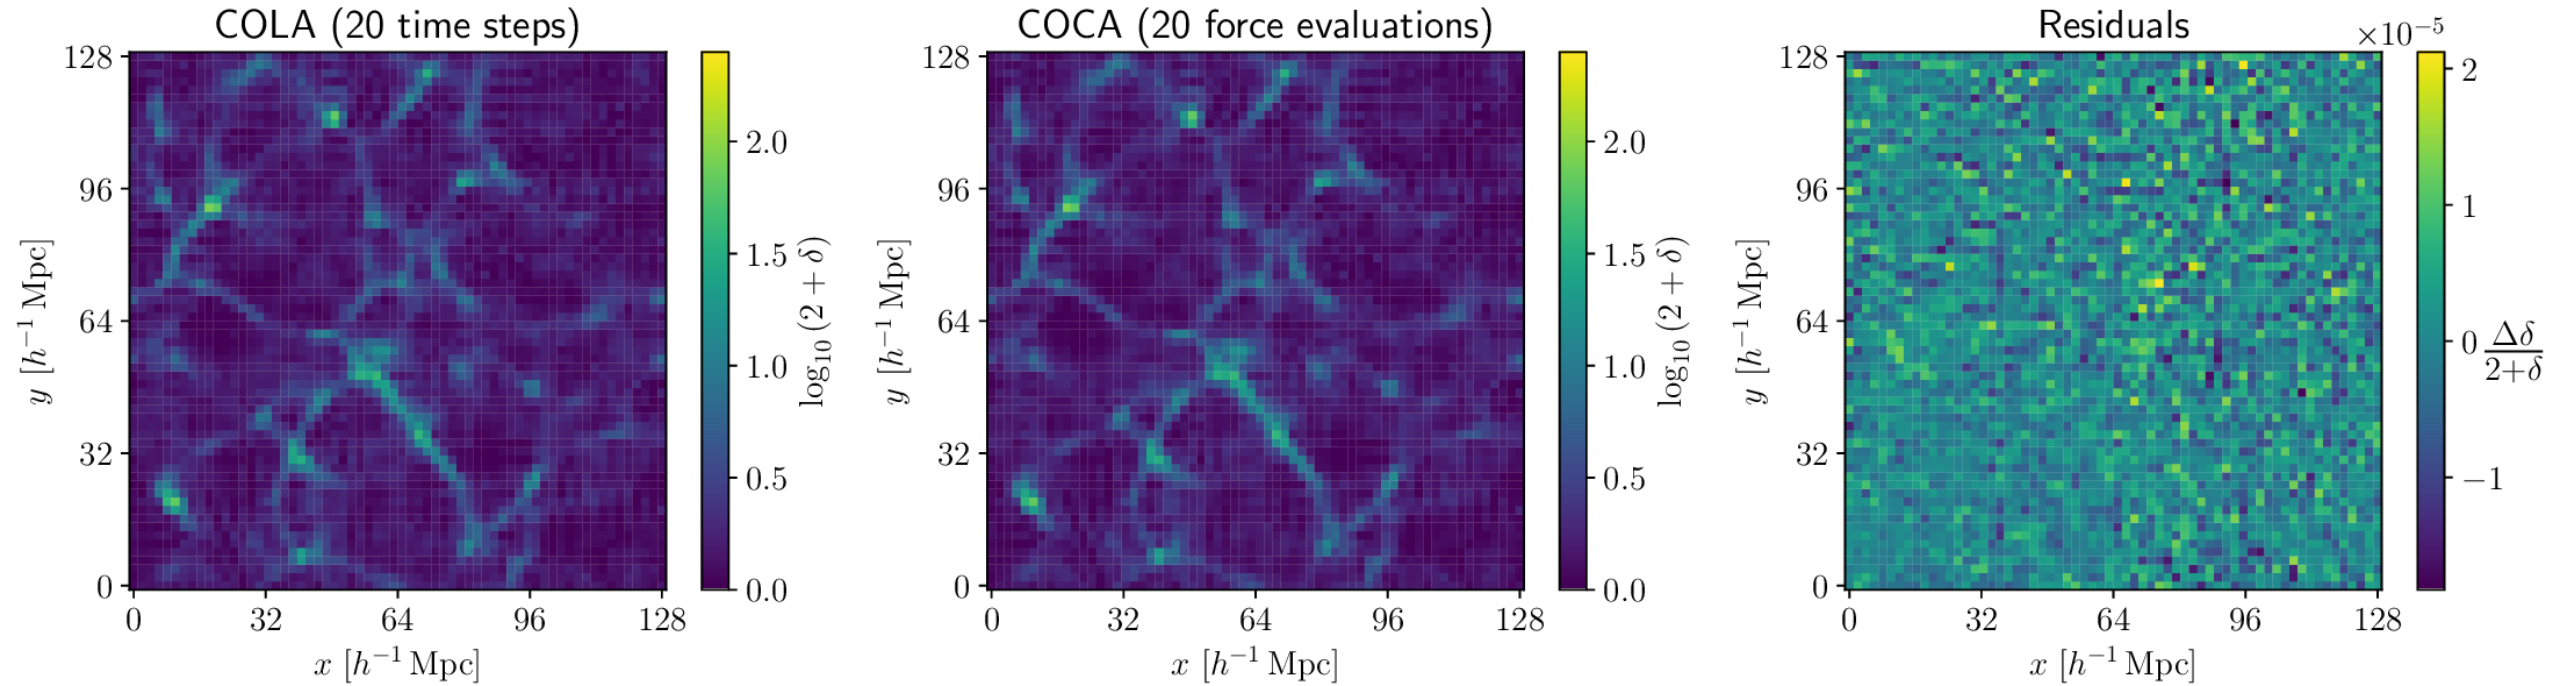 COLA (20 time steps)
128
96
64
32
0
y [h⁻¹ Mpc]
0 32 64 96 128
x [h⁻¹ Mpc]
2.0
1.5
1.0
0.5
0.0
log₁₀(2 + δ)
COCA (20 force evaluations)
128
96
64
32
0
y [h⁻¹ Mpc]
0 32 64 96 128
x [h⁻¹ Mpc]
2.0
1.5
1.0
0.5
0.0
log₁₀(2 + δ)
Residuals
×10⁻⁵
128
96
64
32
0
y [h⁻¹ Mpc]
0 32 64 96 128
x [h⁻¹ Mpc]
2
1
0
−1
Δδ
2+δ